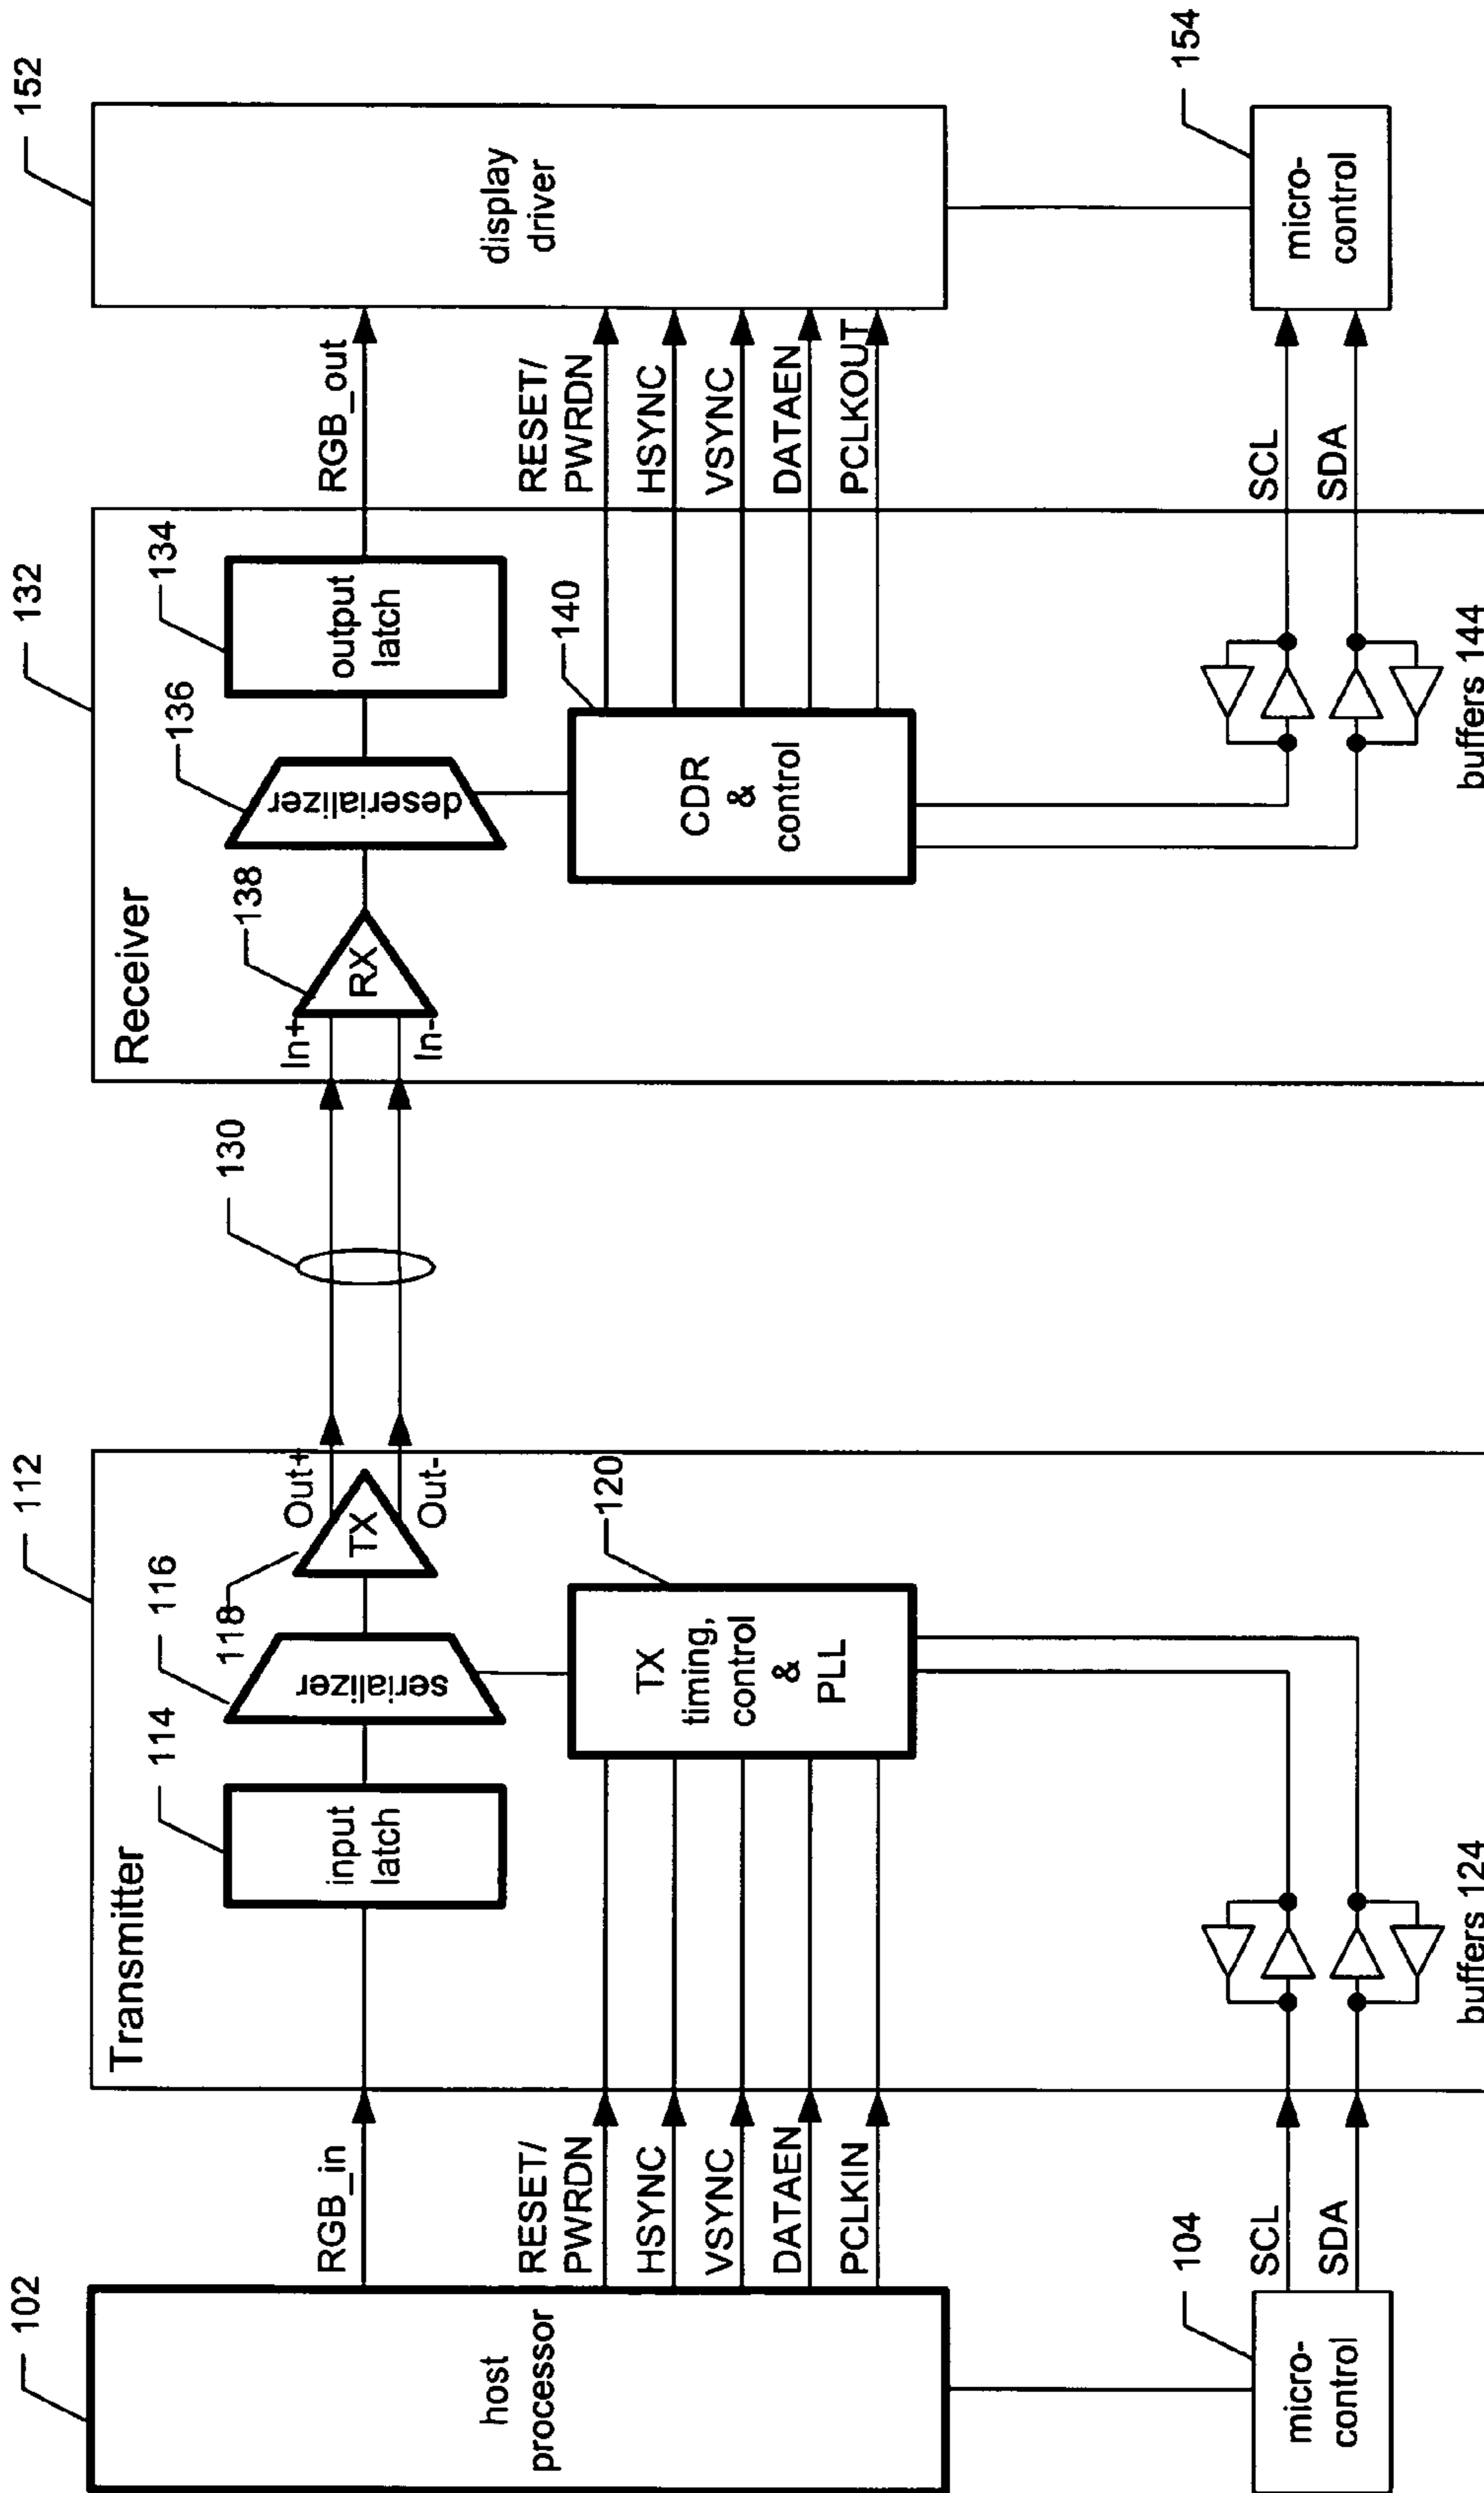 102
host
processor
104
micro-
control
RGB_in
RESET/
PWRDN
HSYNC
VSYNC
DATAEN
PCLKIN
SCL
SDA
112
Transmitter
114
input
latch
116
serializer
118
TX
Out+
Out-
120
TX
timing,
control
&
PLL
buffers 124
130
132
Receiver
In+
In-
138
RX
136
deserializer
134
output
latch
140
CDR
&
control
buffers 144
RGB_out
RESET/
PWRDN
HSYNC
VSYNC
DATAEN
PCLKOUT
SCL
SDA
152
display
driver
154
micro-
control